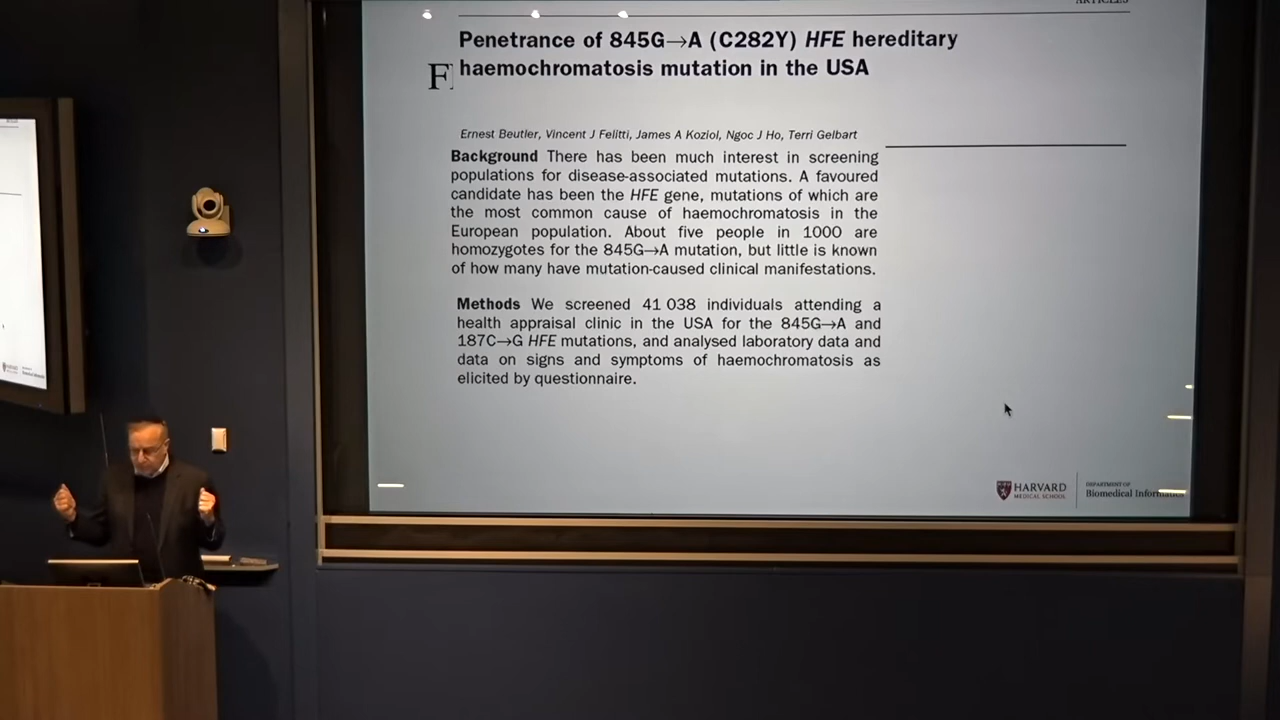 Penetrance of 845G→A (C282Y) HFE hereditary
haemochromatosis mutation in the USA
F
Ernest Beutler, Vincent J Felitti, James A Koziol, Ngoc J Ho, Terri Gelbart
Background There has been much interest in screening
populations for disease-associated mutations. A favoured
candidate has been the HFE gene, mutations of which are
the most common cause of haemochromatosis in the
European population. About five people in 1000 are
homozygotes for the 845G→A mutation, but little is known
of how many have mutation-caused clinical manifestations.
Methods We screened 41 038 individuals attending a
health appraisal clinic in the USA for the 845G→A and
187C→G HFE mutations, and analysed laboratory data and
data on signs and symptoms of haemochromatosis as
elicited by questionnaire.
HARVARD
MEDICAL SCHOOL
DEPARTMENT OF
Biomedical Informatics